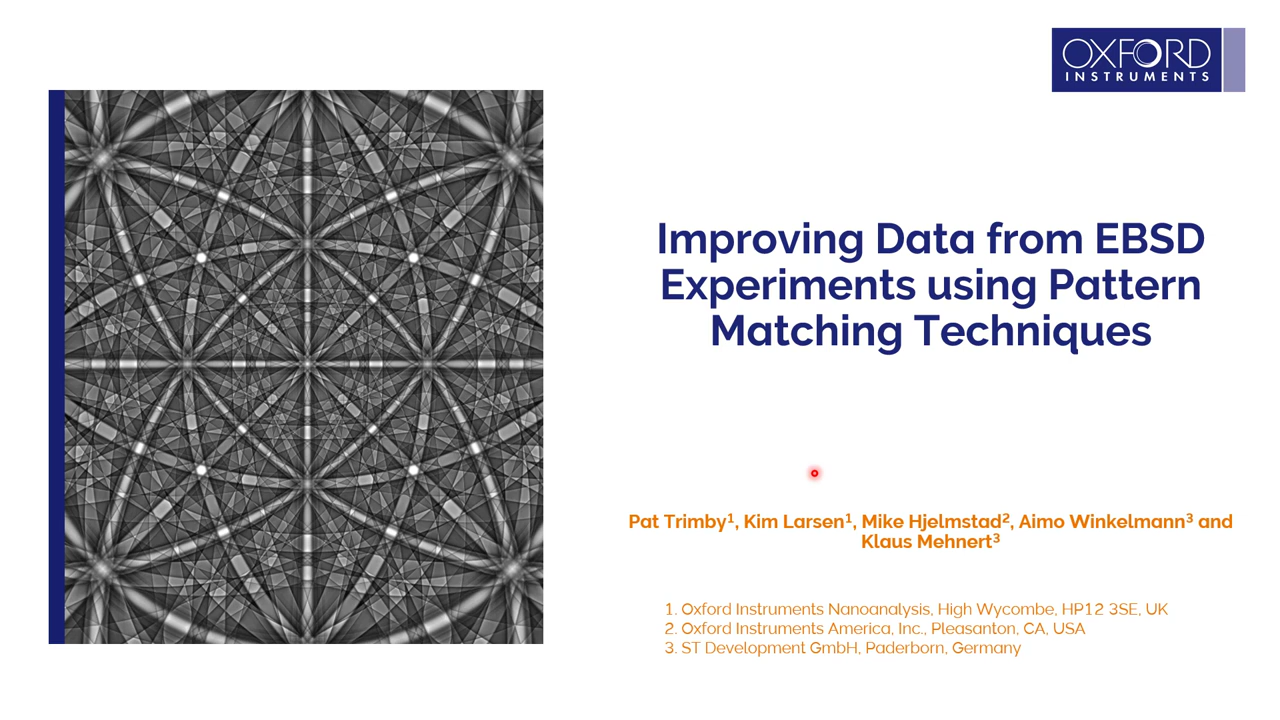 OXFORD
INSTRUMENTS
Improving Data from EBSD
Experiments using Pattern
Matching Techniques
Pat Trimby¹, Kim Larsen¹, Mike Hjelmstad², Aimo Winkelmann³ and
Klaus Mehnert³
1. Oxford Instruments Nanoanalysis, High Wycombe, HP12 3SE, UK
2. Oxford Instruments America, Inc., Pleasanton, CA, USA
3. ST Development GmbH, Paderborn, Germany